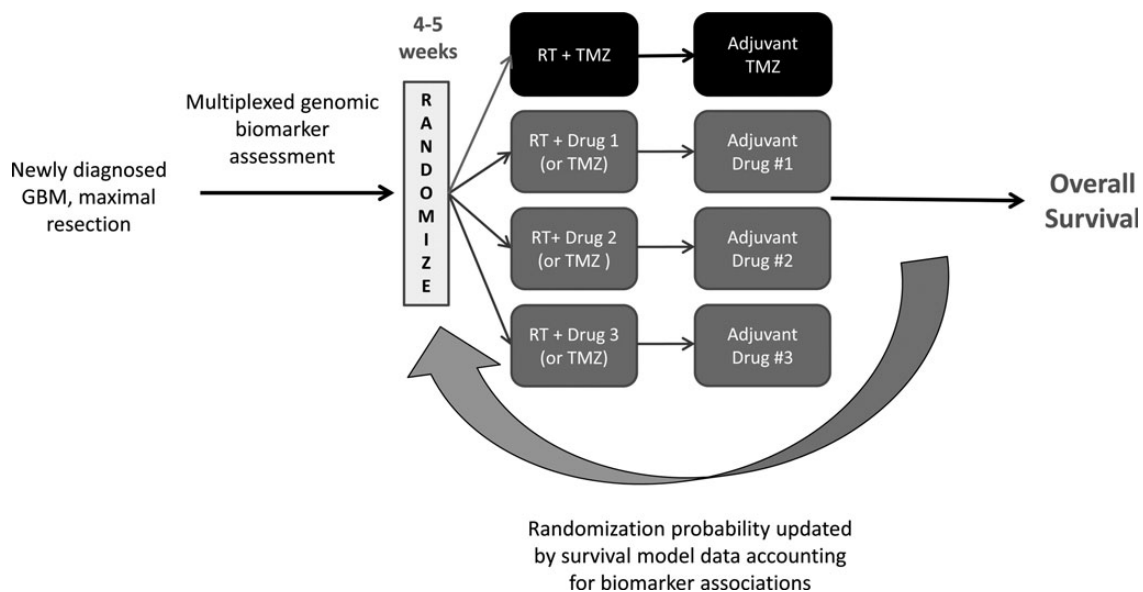 Newly diagnosed
GBM, maximal
resection
Multiplexed genomic
biomarker
assessment
4-5
weeks
RANDOMIZE
RT + TMZ
Adjuvant
TMZ
RT + Drug 1
(or TMZ)
Adjuvant
Drug #1
RT+ Drug 2
(or TMZ )
Adjuvant
Drug #2
RT + Drug 3
(or TMZ)
Adjuvant
Drug #3
Overall
Survival
Randomization probability updated
by survival model data accounting
for biomarker associations